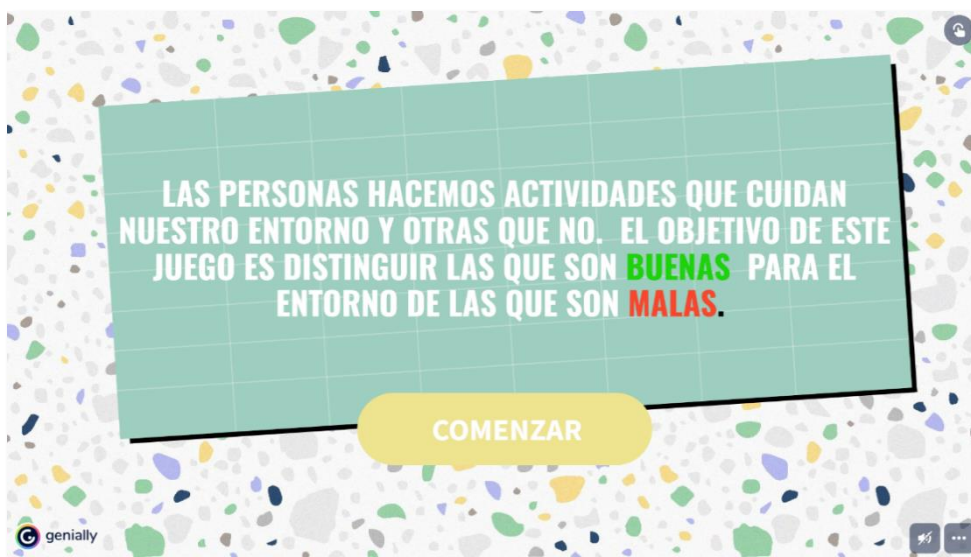 LAS PERSONAS HACEMOS ACTIVIDADES QUE CUIDAN
NUESTRO ENTORNO Y OTRAS QUE NO. EL OBJETIVO DE ESTE
JUEGO ES DISTINGUIR LAS QUE SON BUENAS PARA EL
ENTORNO DE LAS QUE SON MALAS.
COMENZAR
genially